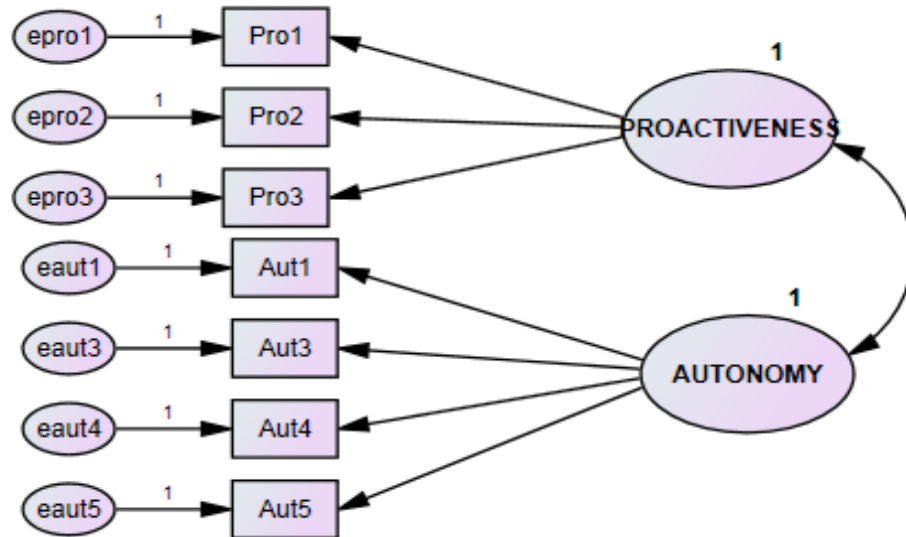 epro1 1 Pro1
1
epro2 1 Pro2 PROACTIVENESS
epro3 1 Pro3
eaut1 1 Aut1
1
eaut3 1 Aut3
AUTONOMY
eaut4 1 Aut4
eaut5 1 Aut5